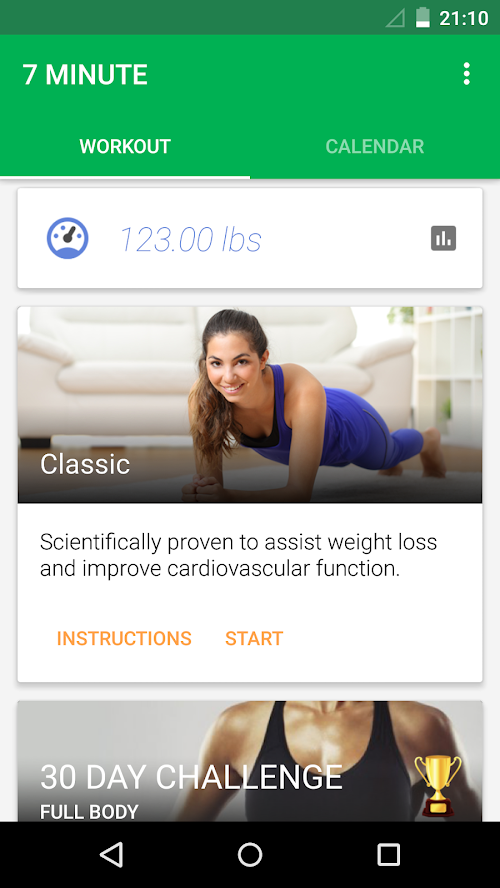 21:10
7 MINUTE
WORKOUT
CALENDAR
123.00 lbs
Classic
Scientifically proven to assist weight loss
and improve cardiovascular function.
INSTRUCTIONS
START
30 DAY CHALLENGE
FULL BODY